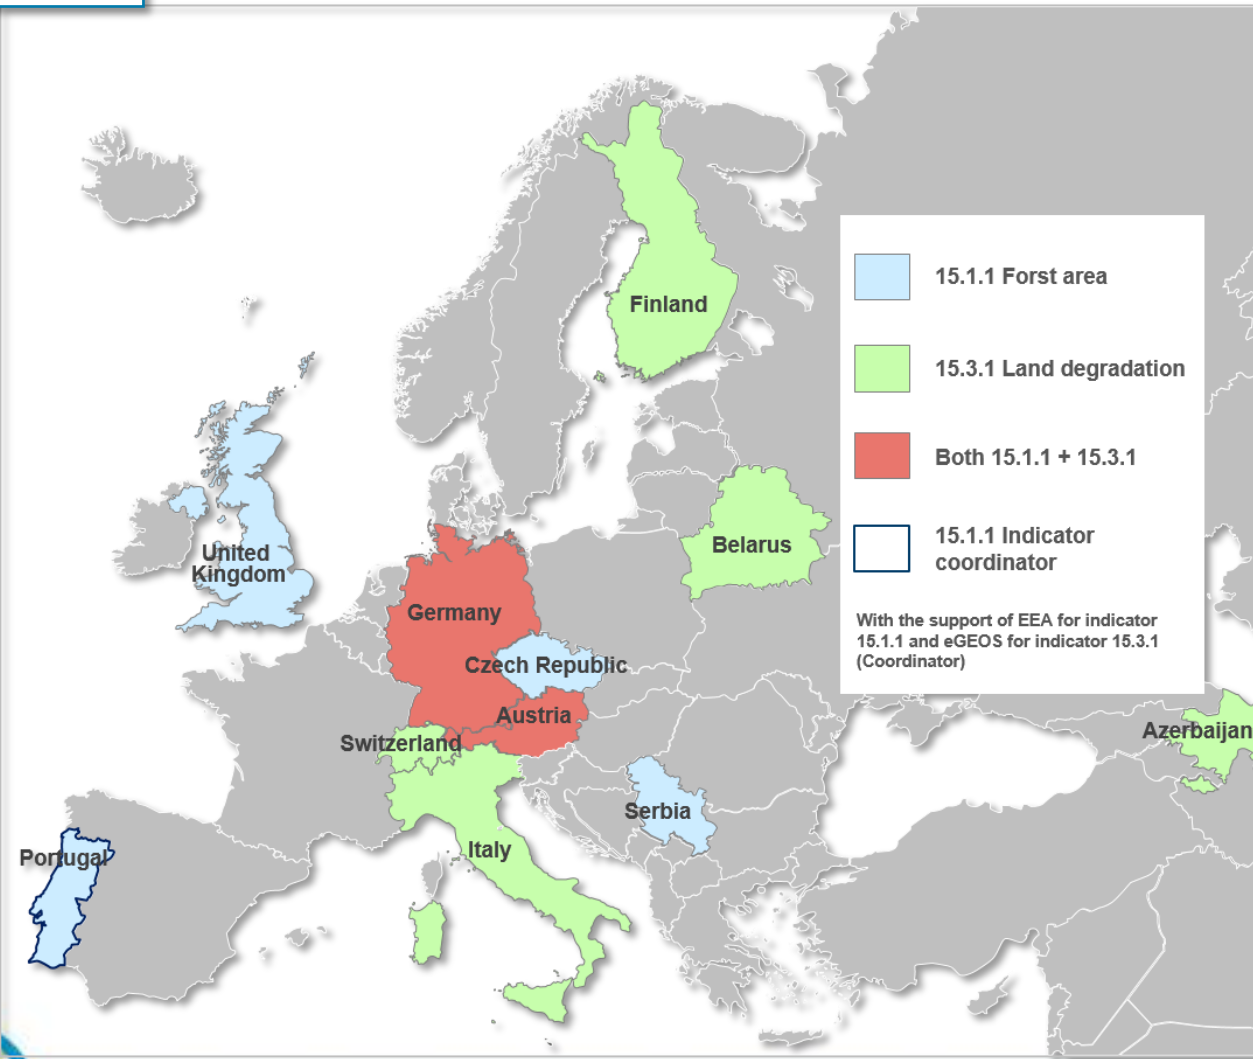 Finland
15.1.1 Forst area
15.3.1 Land degradation
Both 15.1.1 + 15.3.1
15.1.1 Indicator
coordinator
With the support of EEA for indicator
15.1.1 and eGEOS for indicator 15.3.1
(Coordinator)
Belarus
United
Kingdom
Germany
Czech Republic
Austria
Switzerland
Azerbaijan
Serbia
Italy
Portugal